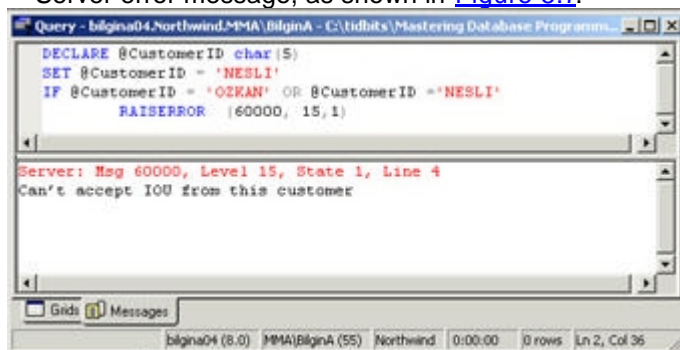 Server error message, as shown in Figure 6.7.
Query - bilgina04.Northwind.MMA\BilginA - C:\tidbits\Mastering Database Programm...
DECLARE @CustomerID char(5)
SET @CustomerID = 'NESLI'
IF @CustomerID = 'OZKAN' OR @CustomerID ='NESLI'
RAISERROR (60000, 15,1)
Server: Msg 60000, Level 15, State 1, Line 4
Can't accept IOU from this customer
Grids Messages
bilgina04 (8.0) MMA\BilginA (55) Northwind 0:00:00 0 rows Ln 2, Col 36